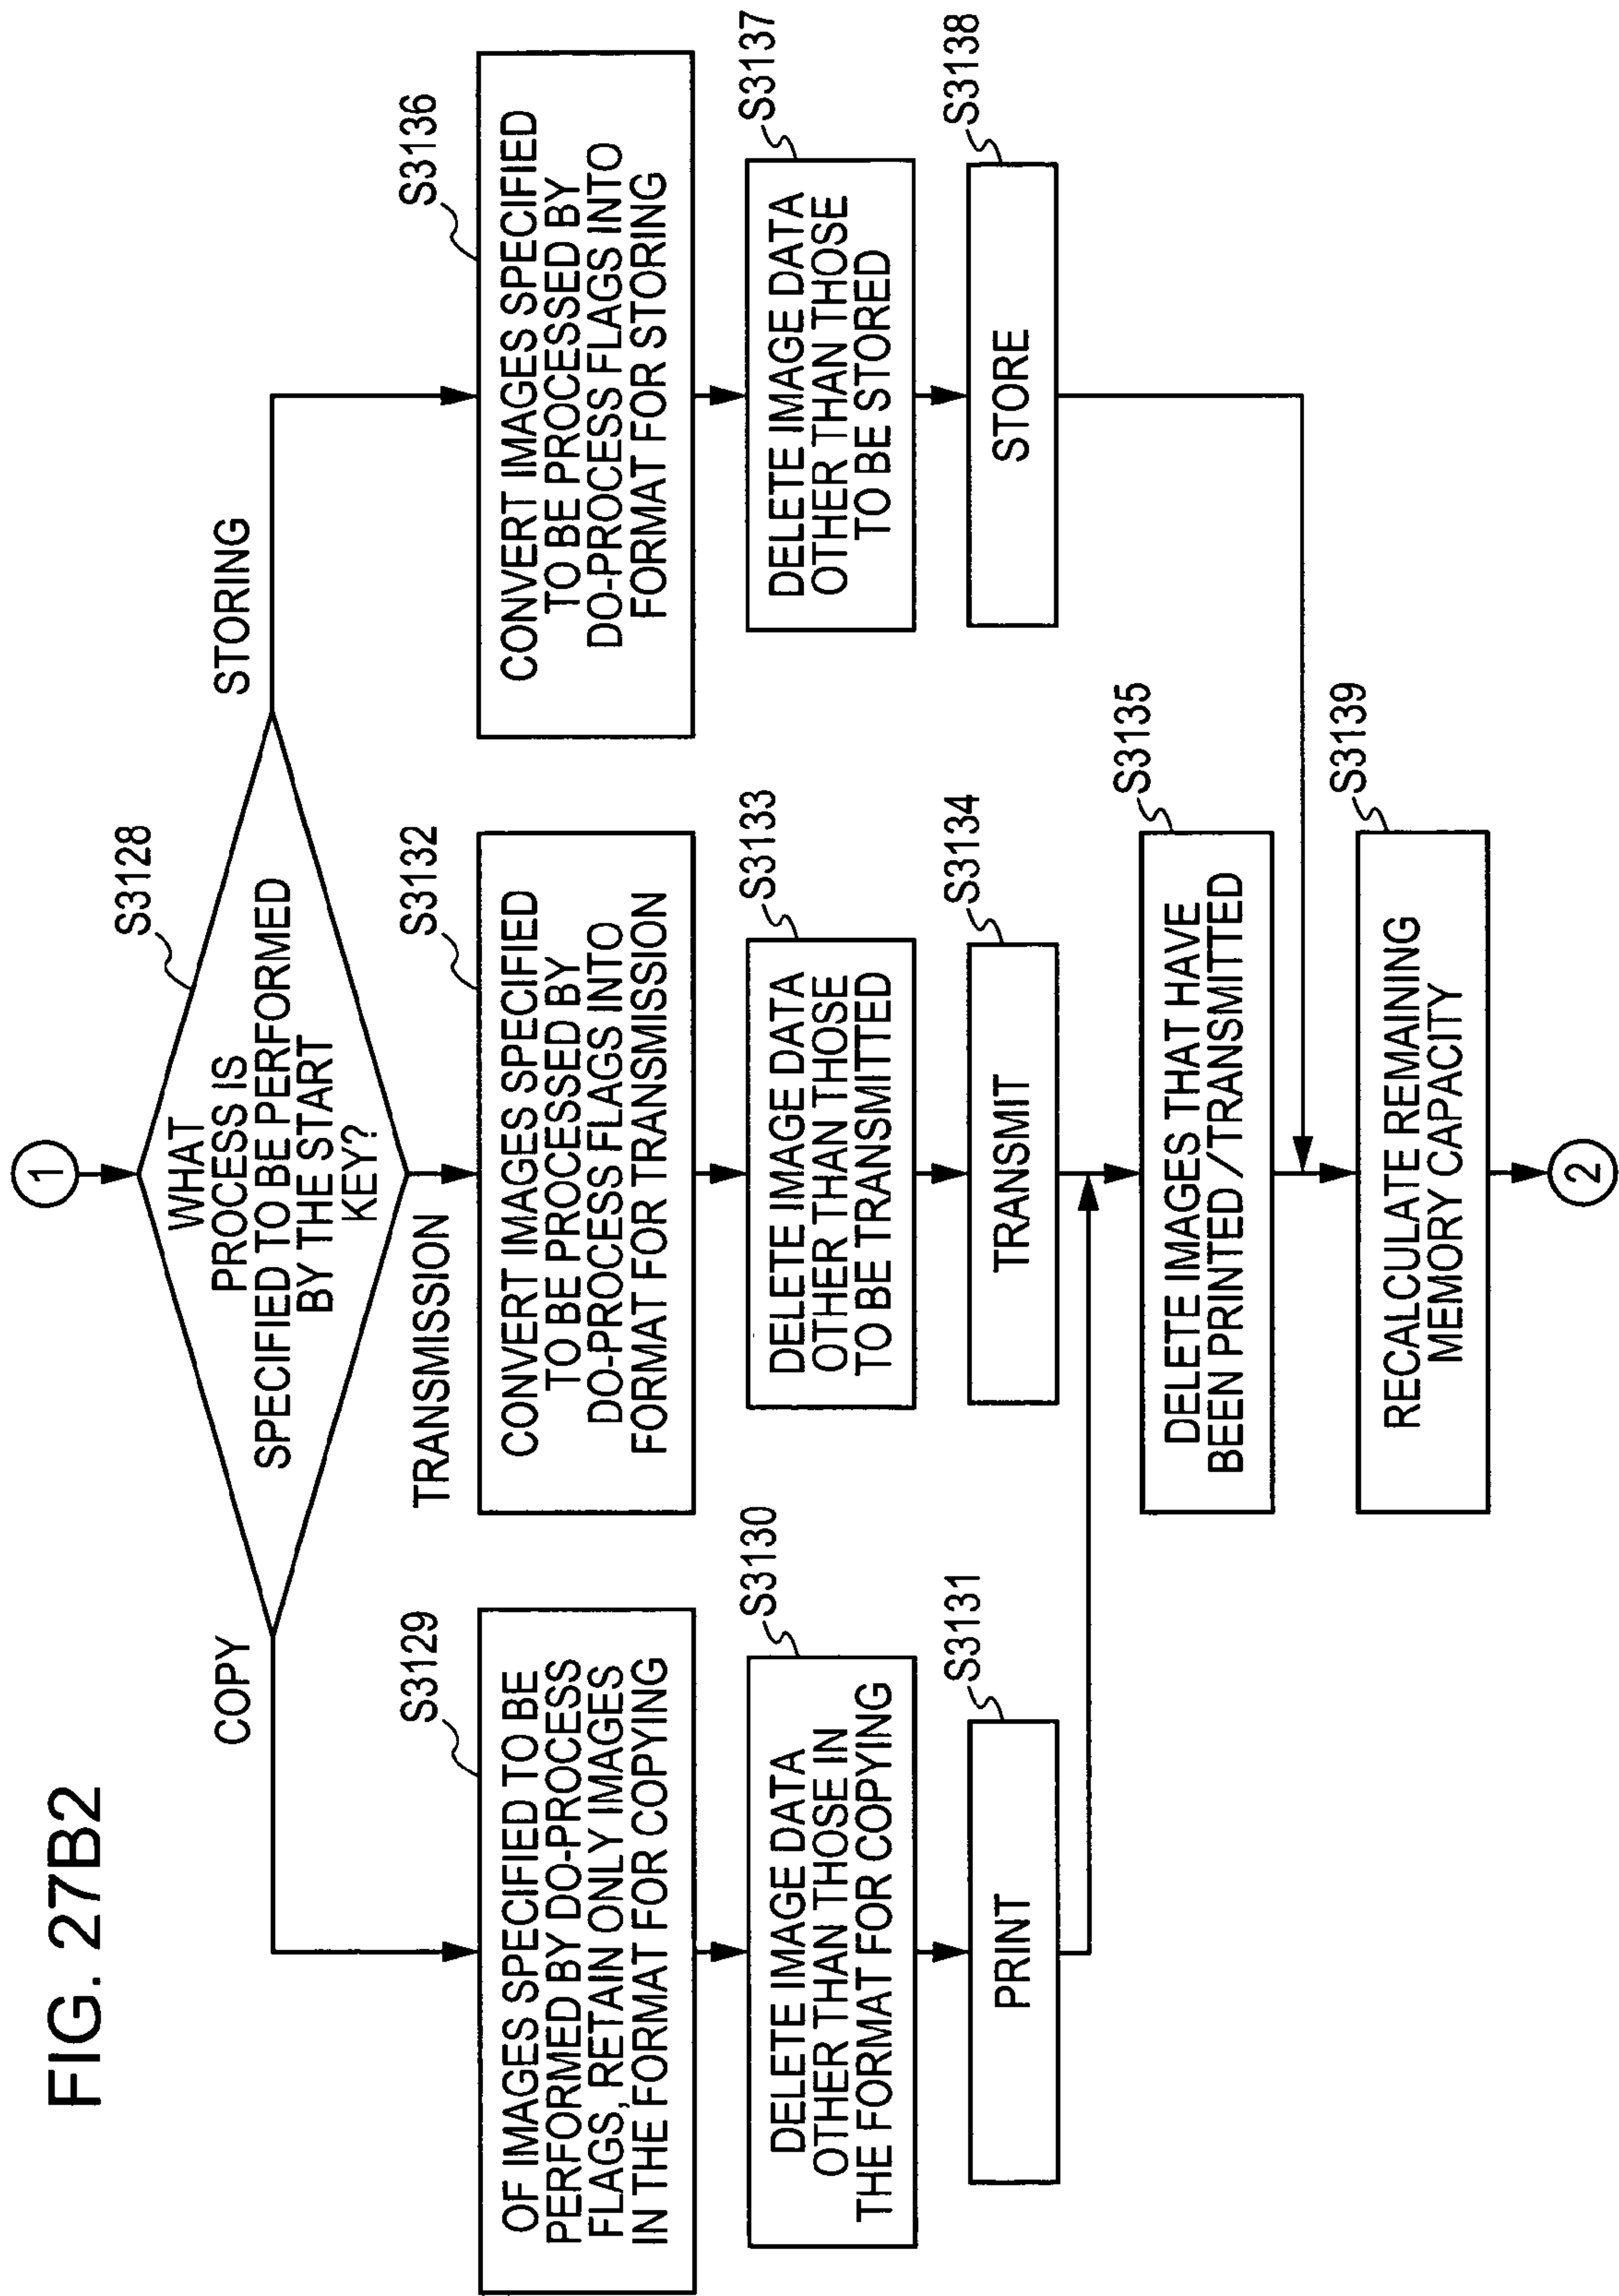 FIG. 27B2
1
S3128
WHAT
PROCESS IS
SPECIFIED TO BE PERFORMED
BY THE START
KEY?
COPY
TRANSMISSION
STORING
S3129
OF IMAGES SPECIFIED TO BE
PERFORMED BY DO-PROCESS
FLAGS, RETAIN ONLY IMAGES
IN THE FORMAT FOR COPYING
S3130
DELETE IMAGE DATA
OTHER THAN THOSE IN
THE FORMAT FOR COPYING
S3131
PRINT
S3132
CONVERT IMAGES SPECIFIED
TO BE PROCESSED BY
DO-PROCESS FLAGS INTO
FORMAT FOR TRANSMISSION
S3133
DELETE IMAGE DATA
OTHER THAN THOSE
TO BE TRANSMITTED
S3134
TRANSMIT
S3135
DELETE IMAGES THAT HAVE
BEEN PRINTED /TRANSMITTED
S3136
CONVERT IMAGES SPECIFIED
TO BE PROCESSED BY
DO-PROCESS FLAGS INTO
FORMAT FOR STORING
S3137
DELETE IMAGE DATA
OTHER THAN THOSE
TO BE STORED
S3138
STORE
S3139
RECALCULATE REMAINING
MEMORY CAPACITY
2